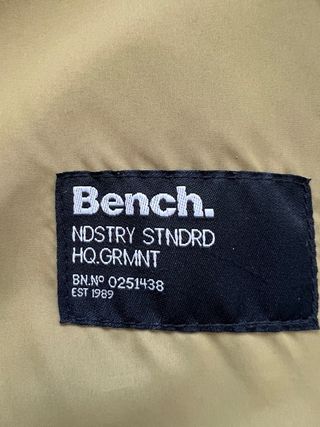 Bench.
NDSTRY STNDRD
HQ.GRMNT
BN.Nº 0251438
EST 1989